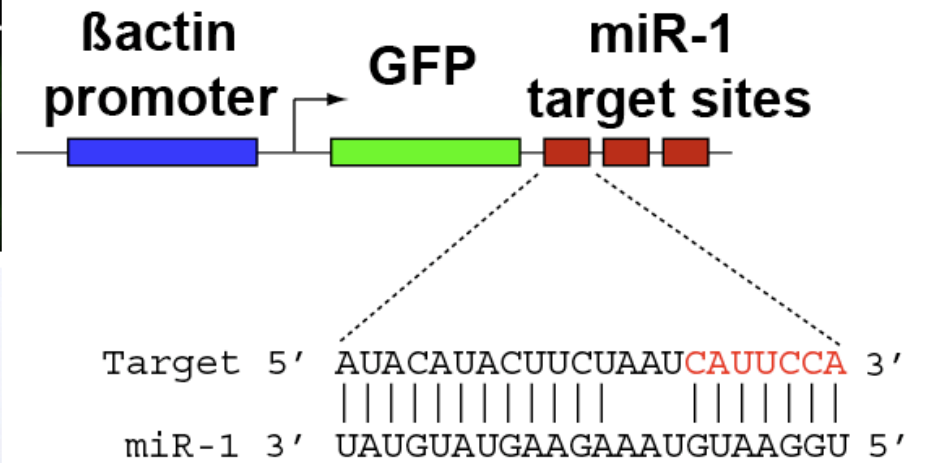 ßactin
promoter
GFP
miR-1
target sites
Target 5′ AUACAUACUUCUAAUCAUUCCA 3′
miR-1 3′ UAUGUAUGAAGAAAUGUAAGGU 5′